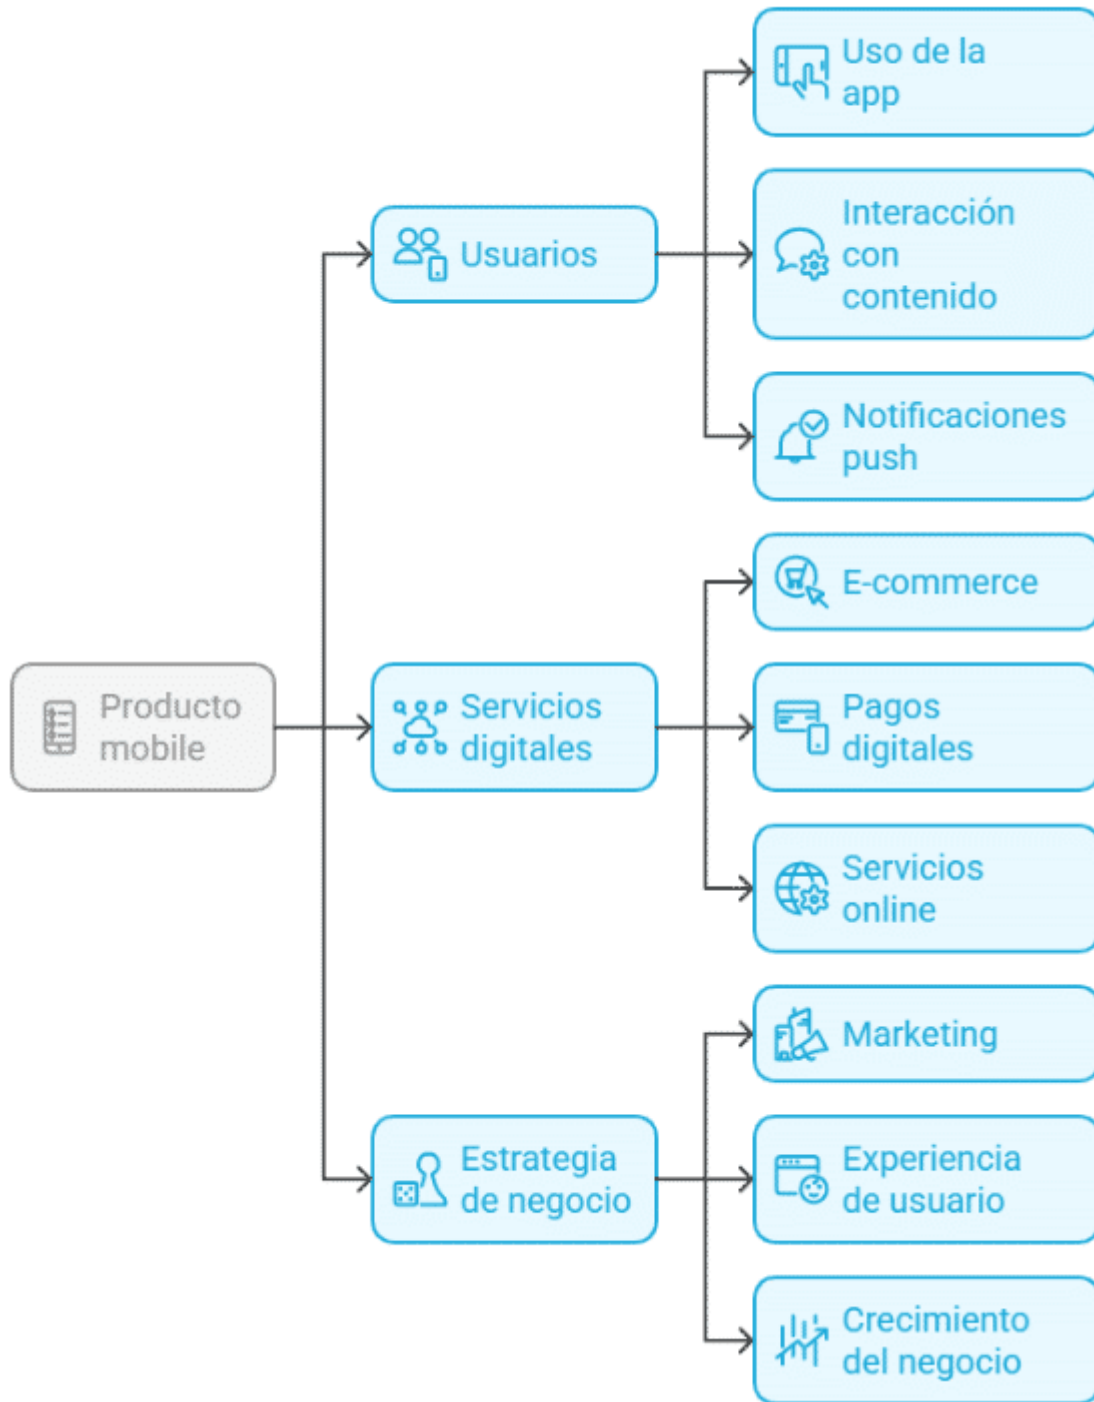 Producto
mobile
Usuarios
Uso de la
app
Interacción
con
contenido
Notificaciones
push
Servicios
digitales
E-commerce
Pagos
digitales
Servicios
online
Estrategia
de negocio
Marketing
Experiencia
de usuario
Crecimiento
del negocio